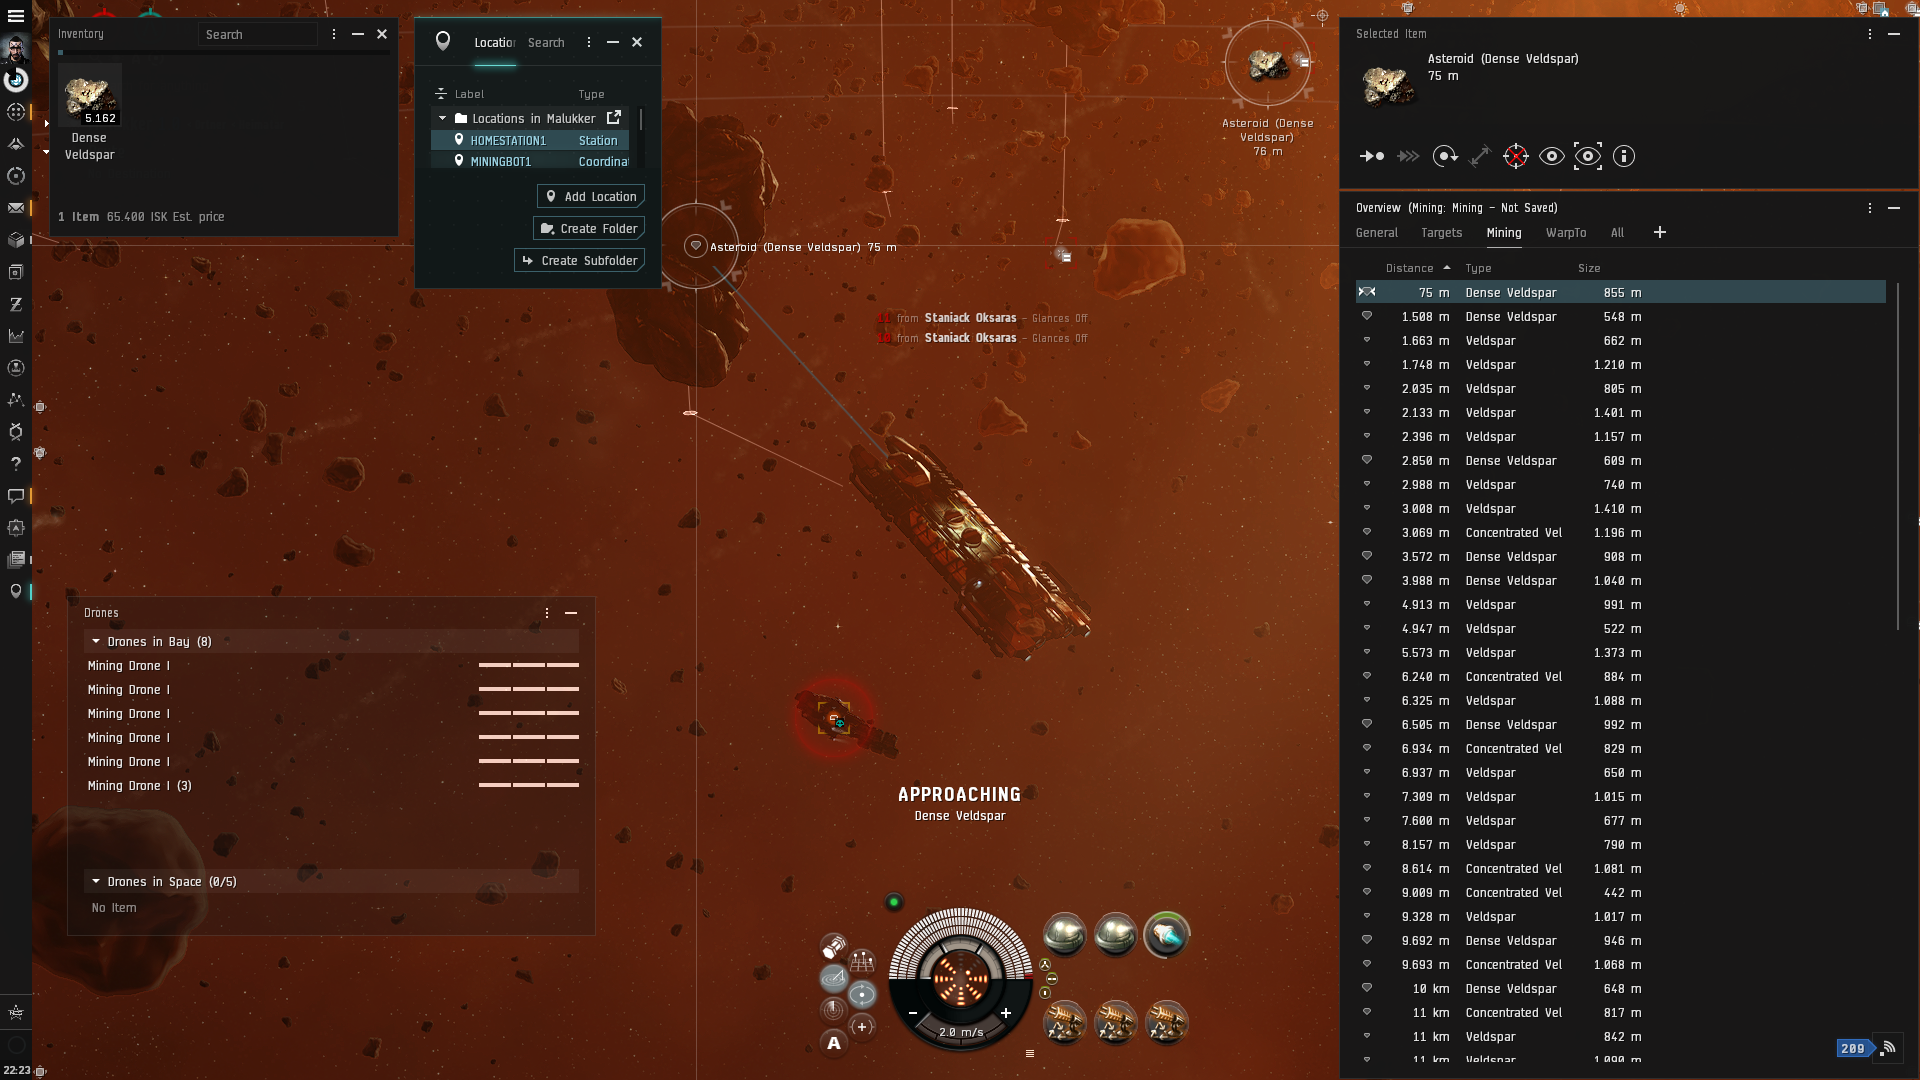 Inventory
Search
5.162
Dense
Veldspar
1 Item 65.400 ISK Est. price
Search
Label Type
Locations in Malukker
HOMESTATION1 Station
MININGBOT1
Add Location
Create Folder
Create Subfolder
Asteroid (Dense Veldspar) 75 m
from Staniack Oksaras - Glances Off
from Staniack Oksaras - Glances Off
Asteroid (Dense
Veldspar)
76 m
Selected Item
Asteroid (Dense Veldspar)
75 m
Overview (Mining: Mining - Not Saved)
General Targets Mining WarpTo All +
Distance Type Size
75 m Dense Veldspar 855 m
1.508 m Dense Veldspar 548 m
1.663 m Veldspar 662 m
1.748 m Veldspar 1.210 m
2.035 m Veldspar 805 m
2.133 m Veldspar 1.401 m
2.396 m Veldspar 1.157 m
2.850 m Dense Veldspar 609 m
2.988 m Veldspar 740 m
3.008 m Veldspar 1.410 m
3.069 m Concentrated Vel 1.196 m
3.572 m Dense Veldspar 908 m
3.988 m Dense Veldspar 1.040 m
4.913 m Veldspar 991 m
4.947 m Veldspar 522 m
5.573 m Veldspar 1.373 m
6.240 m Concentrated Vel 884 m
6.325 m Veldspar 1.088 m
6.505 m Dense Veldspar 992 m
6.934 m Concentrated Vel 829 m
6.937 m Veldspar 650 m
7.309 m Veldspar 1.015 m
7.600 m Veldspar 677 m
8.157 m Veldspar 790 m
8.614 m Concentrated Vel 1.081 m
9.009 m Concentrated Vel 442 m
9.328 m Veldspar 1.017 m
9.692 m Dense Veldspar 946 m
9.693 m Concentrated Vel 1.068 m
10 km Dense Veldspar 648 m
11 km Concentrated Vel 817 m
11 km Veldspar 842 m
11 km Veldspar 1.090 m
209
Drones
Drones in Bay (8)
Mining Drone I
Mining Drone I
Mining Drone I
Mining Drone I
Mining Drone I
Mining Drone I (3)
Drones in Space (0/5)
No Item
APPROACHING
Dense Veldspar
2.0 m/s
A
22:23